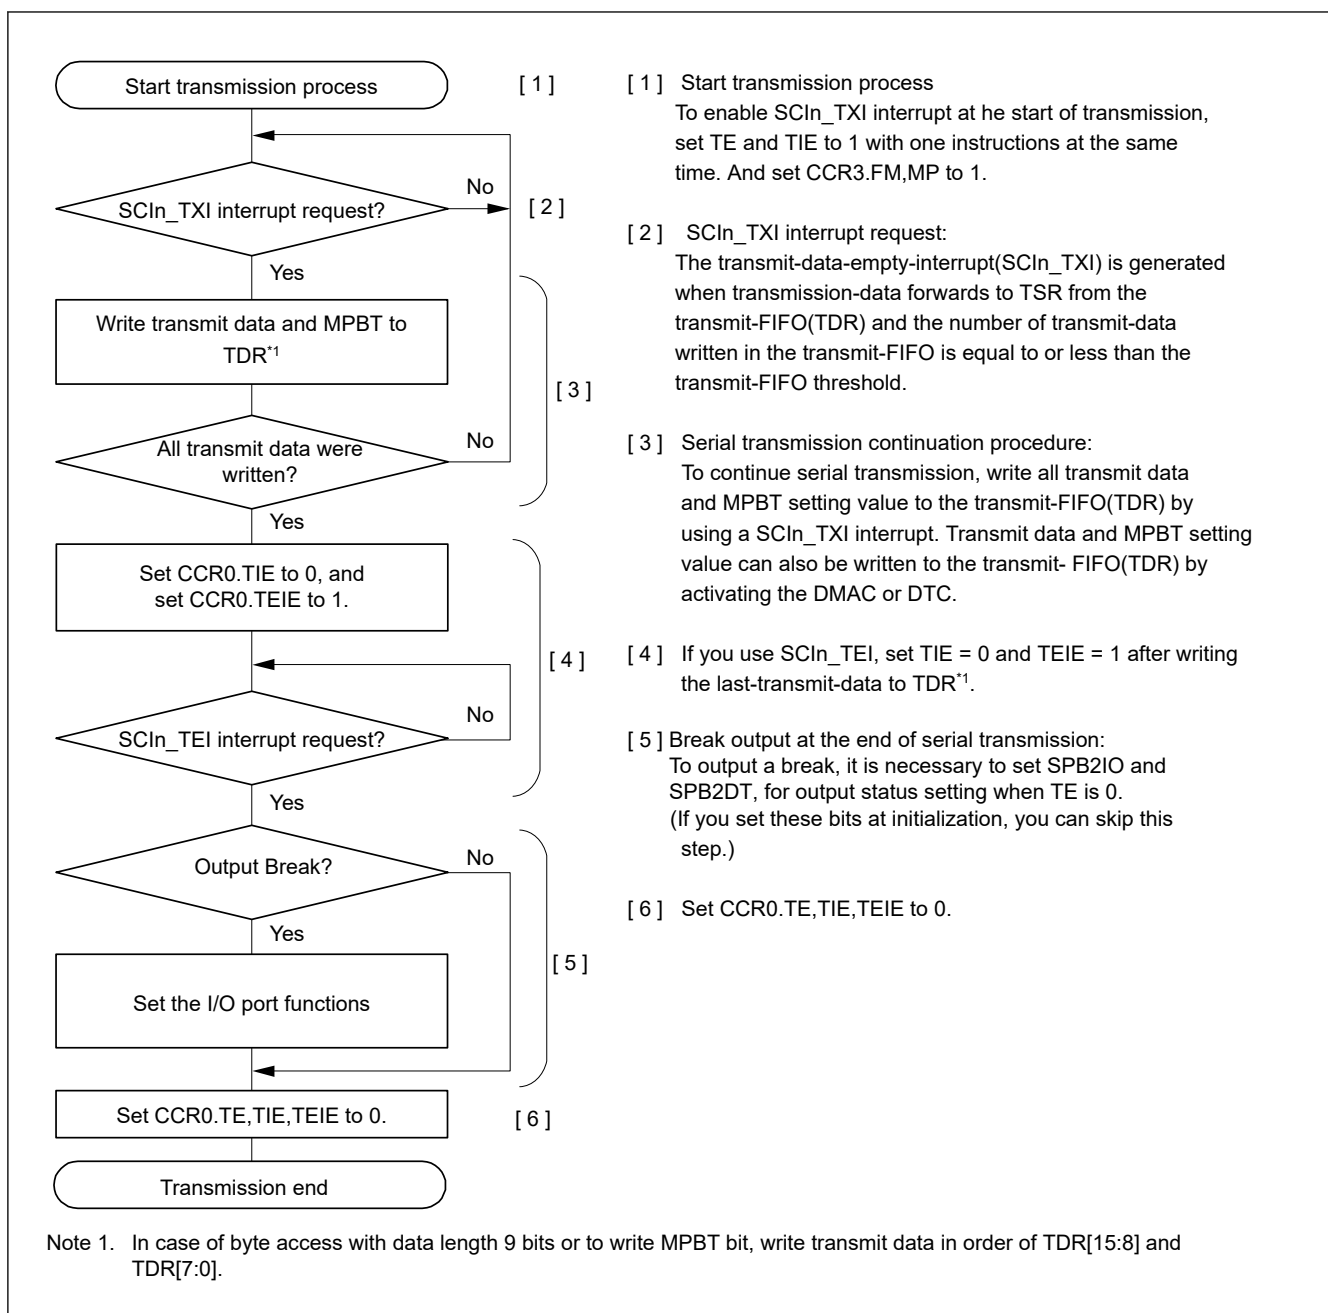 Start transmission process
[ 1 ]
SCIn_TXI interrupt request?
No
[ 2 ]
Yes
Write transmit data and MPBT to
TDR*1
[ 3 ]
All transmit data were
written?
No
Yes
Set CCR0.TIE to 0, and
set CCR0.TEIE to 1.
[ 4 ]
SCIn_TEI interrupt request?
No
Yes
Output Break?
No
Yes
[ 5 ]
Set the I/O port functions
Set CCR0.TE,TIE,TEIE to 0.
[ 6 ]
Transmission end
[ 1 ] Start transmission process
To enable SCIn_TXI interrupt at he start of transmission,
set TE and TIE to 1 with one instructions at the same
time. And set CCR3.FM,MP to 1.
[ 2 ] SCIn_TXI interrupt request:
The transmit-data-empty-interrupt(SCIn_TXI) is generated
when transmission-data forwards to TSR from the
transmit-FIFO(TDR) and the number of transmit-data
written in the transmit-FIFO is equal to or less than the
transmit-FIFO threshold.
[ 3 ] Serial transmission continuation procedure:
To continue serial transmission, write all transmit data
and MPBT setting value to the transmit-FIFO(TDR) by
using a SCIn_TXI interrupt. Transmit data and MPBT setting
value can also be written to the transmit- FIFO(TDR) by
activating the DMAC or DTC.
[ 4 ] If you use SCIn_TEI, set TIE = 0 and TEIE = 1 after writing
the last-transmit-data to TDR*1.
[ 5 ] Break output at the end of serial transmission:
To output a break, it is necessary to set SPB2IO and
SPB2DT, for output status setting when TE is 0.
(If you set these bits at initialization, you can skip this
step.)
[ 6 ] Set CCR0.TE,TIE,TEIE to 0.
Note 1. In case of byte access with data length 9 bits or to write MPBT bit, write transmit data in order of TDR[15:8] and
TDR[7:0].